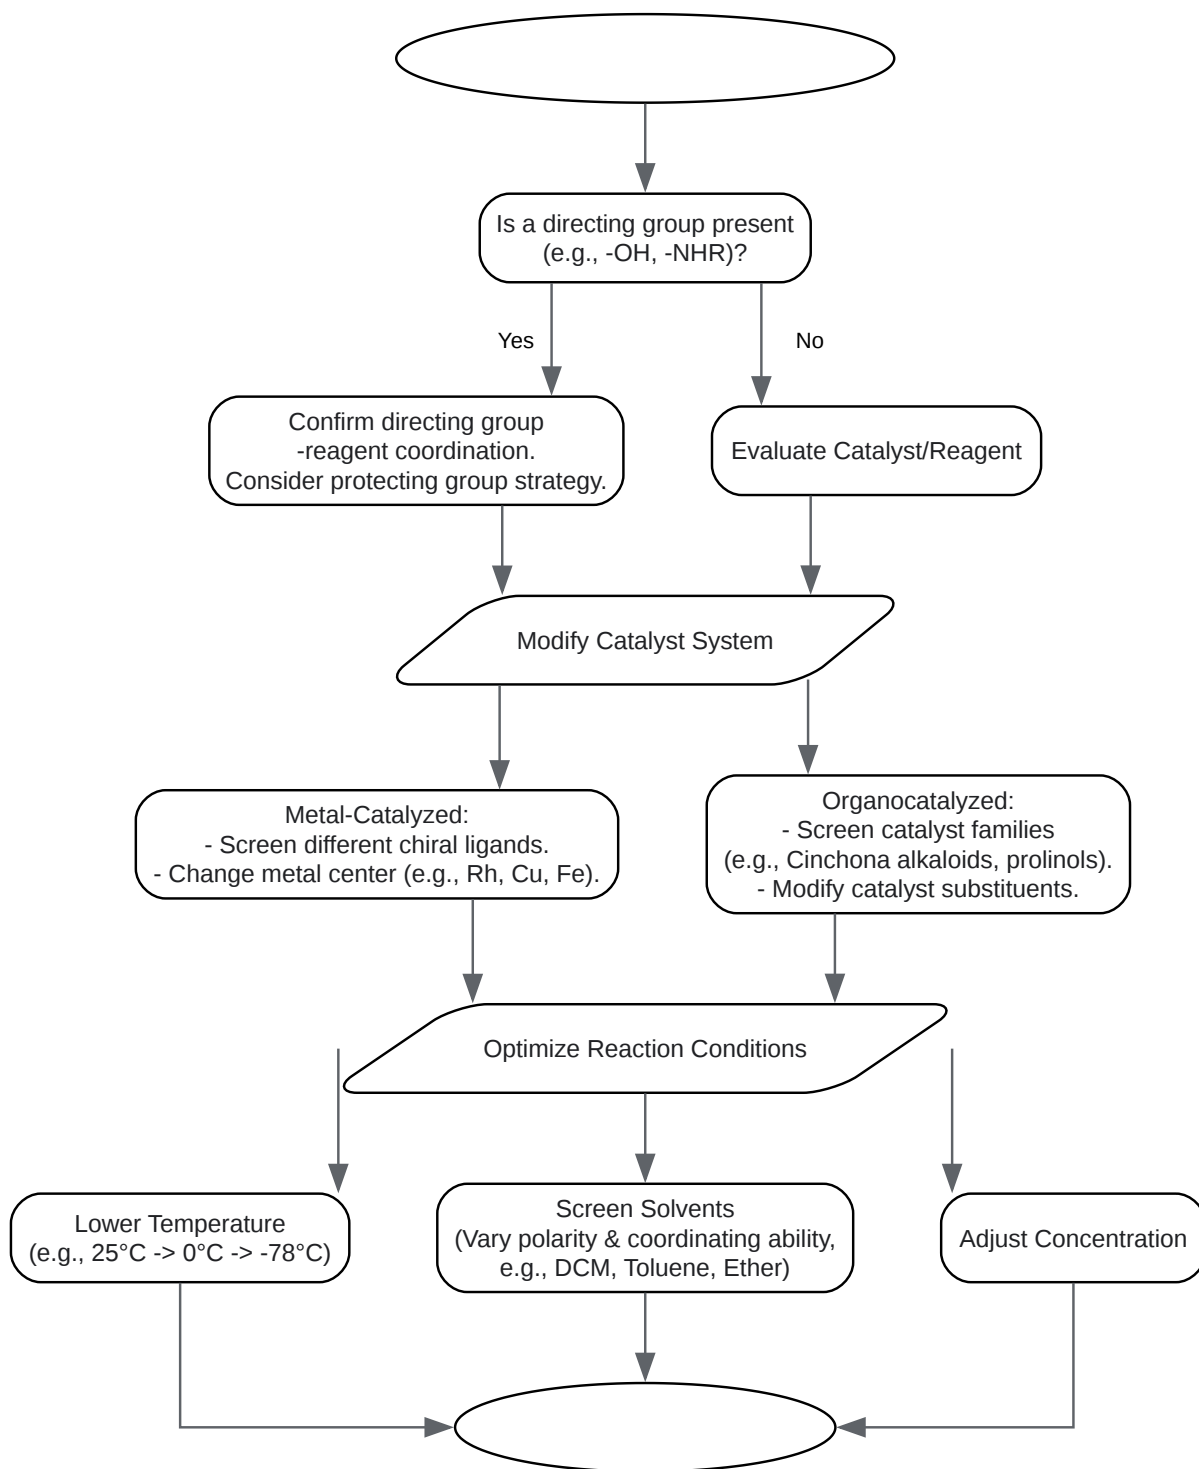 Is a directing group present
(e.g., -OH, -NHR)?
Yes
No
Confirm directing group
-reagent coordination.
Consider protecting group strategy.
Evaluate Catalyst/Reagent
Modify Catalyst System
Metal-Catalyzed:
- Screen different chiral ligands.
- Change metal center (e.g., Rh, Cu, Fe).
Organocatalyzed:
- Screen catalyst families
(e.g., Cinchona alkaloids, prolinols).
- Modify catalyst substituents.
Optimize Reaction Conditions
Lower Temperature
(e.g., 25°C -> 0°C -> -78°C)
Screen Solvents
(Vary polarity & coordinating ability,
e.g., DCM, Toluene, Ether)
Adjust Concentration